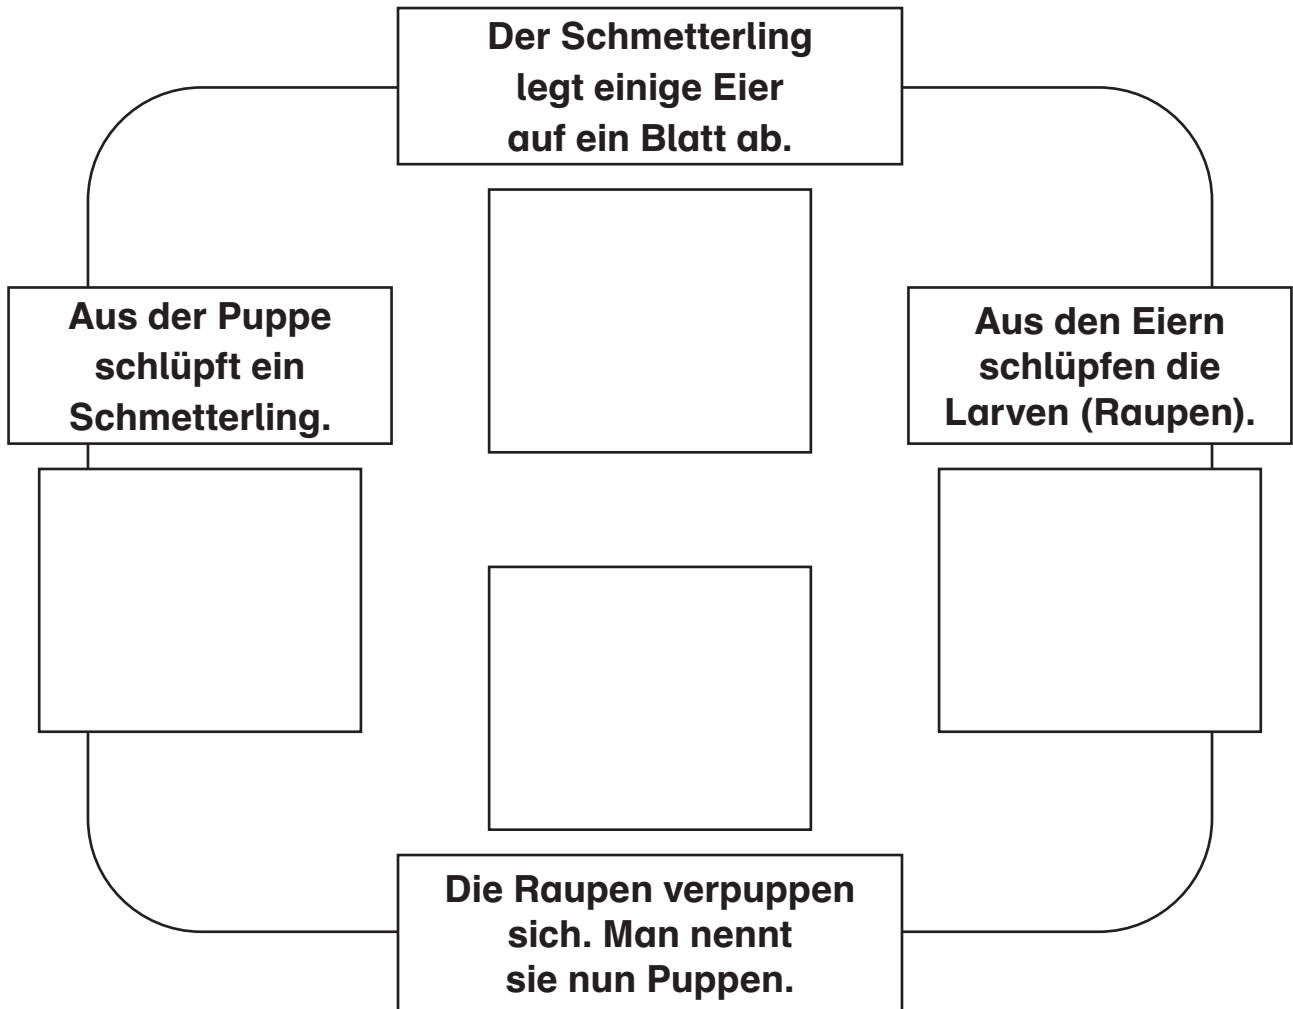 Der Schmetterling
legt einige Eier
auf ein Blatt ab.
Aus der Puppe
schlüpft ein
Schmetterling.
Aus den Eiern
schlüpfen die
Larven (Raupen).
Die Raupen verpuppen
sich. Man nennt
sie nun Puppen.